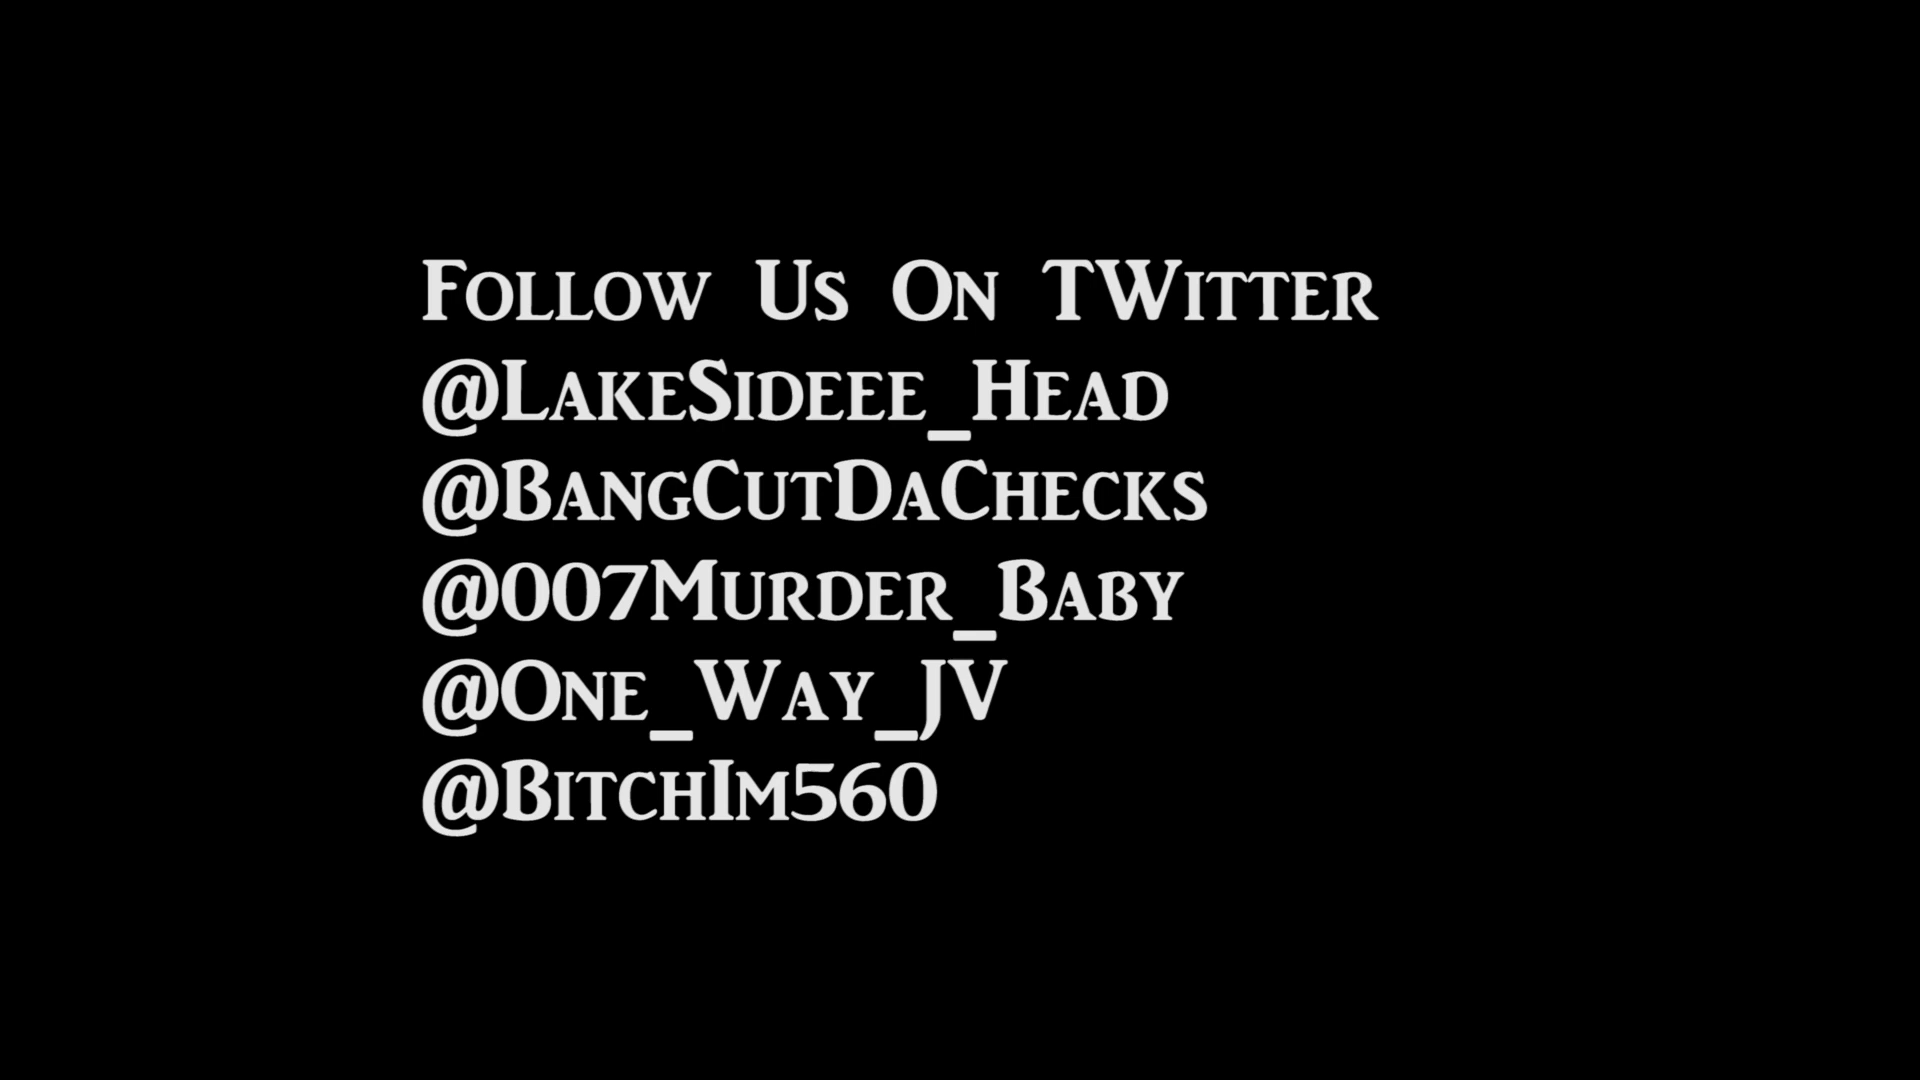 Follow Us On TWitter
@LakeSideee_Head
@BangCutDaChecks
@007Murder_Baby
@One_Way_JV
@BitchIm560